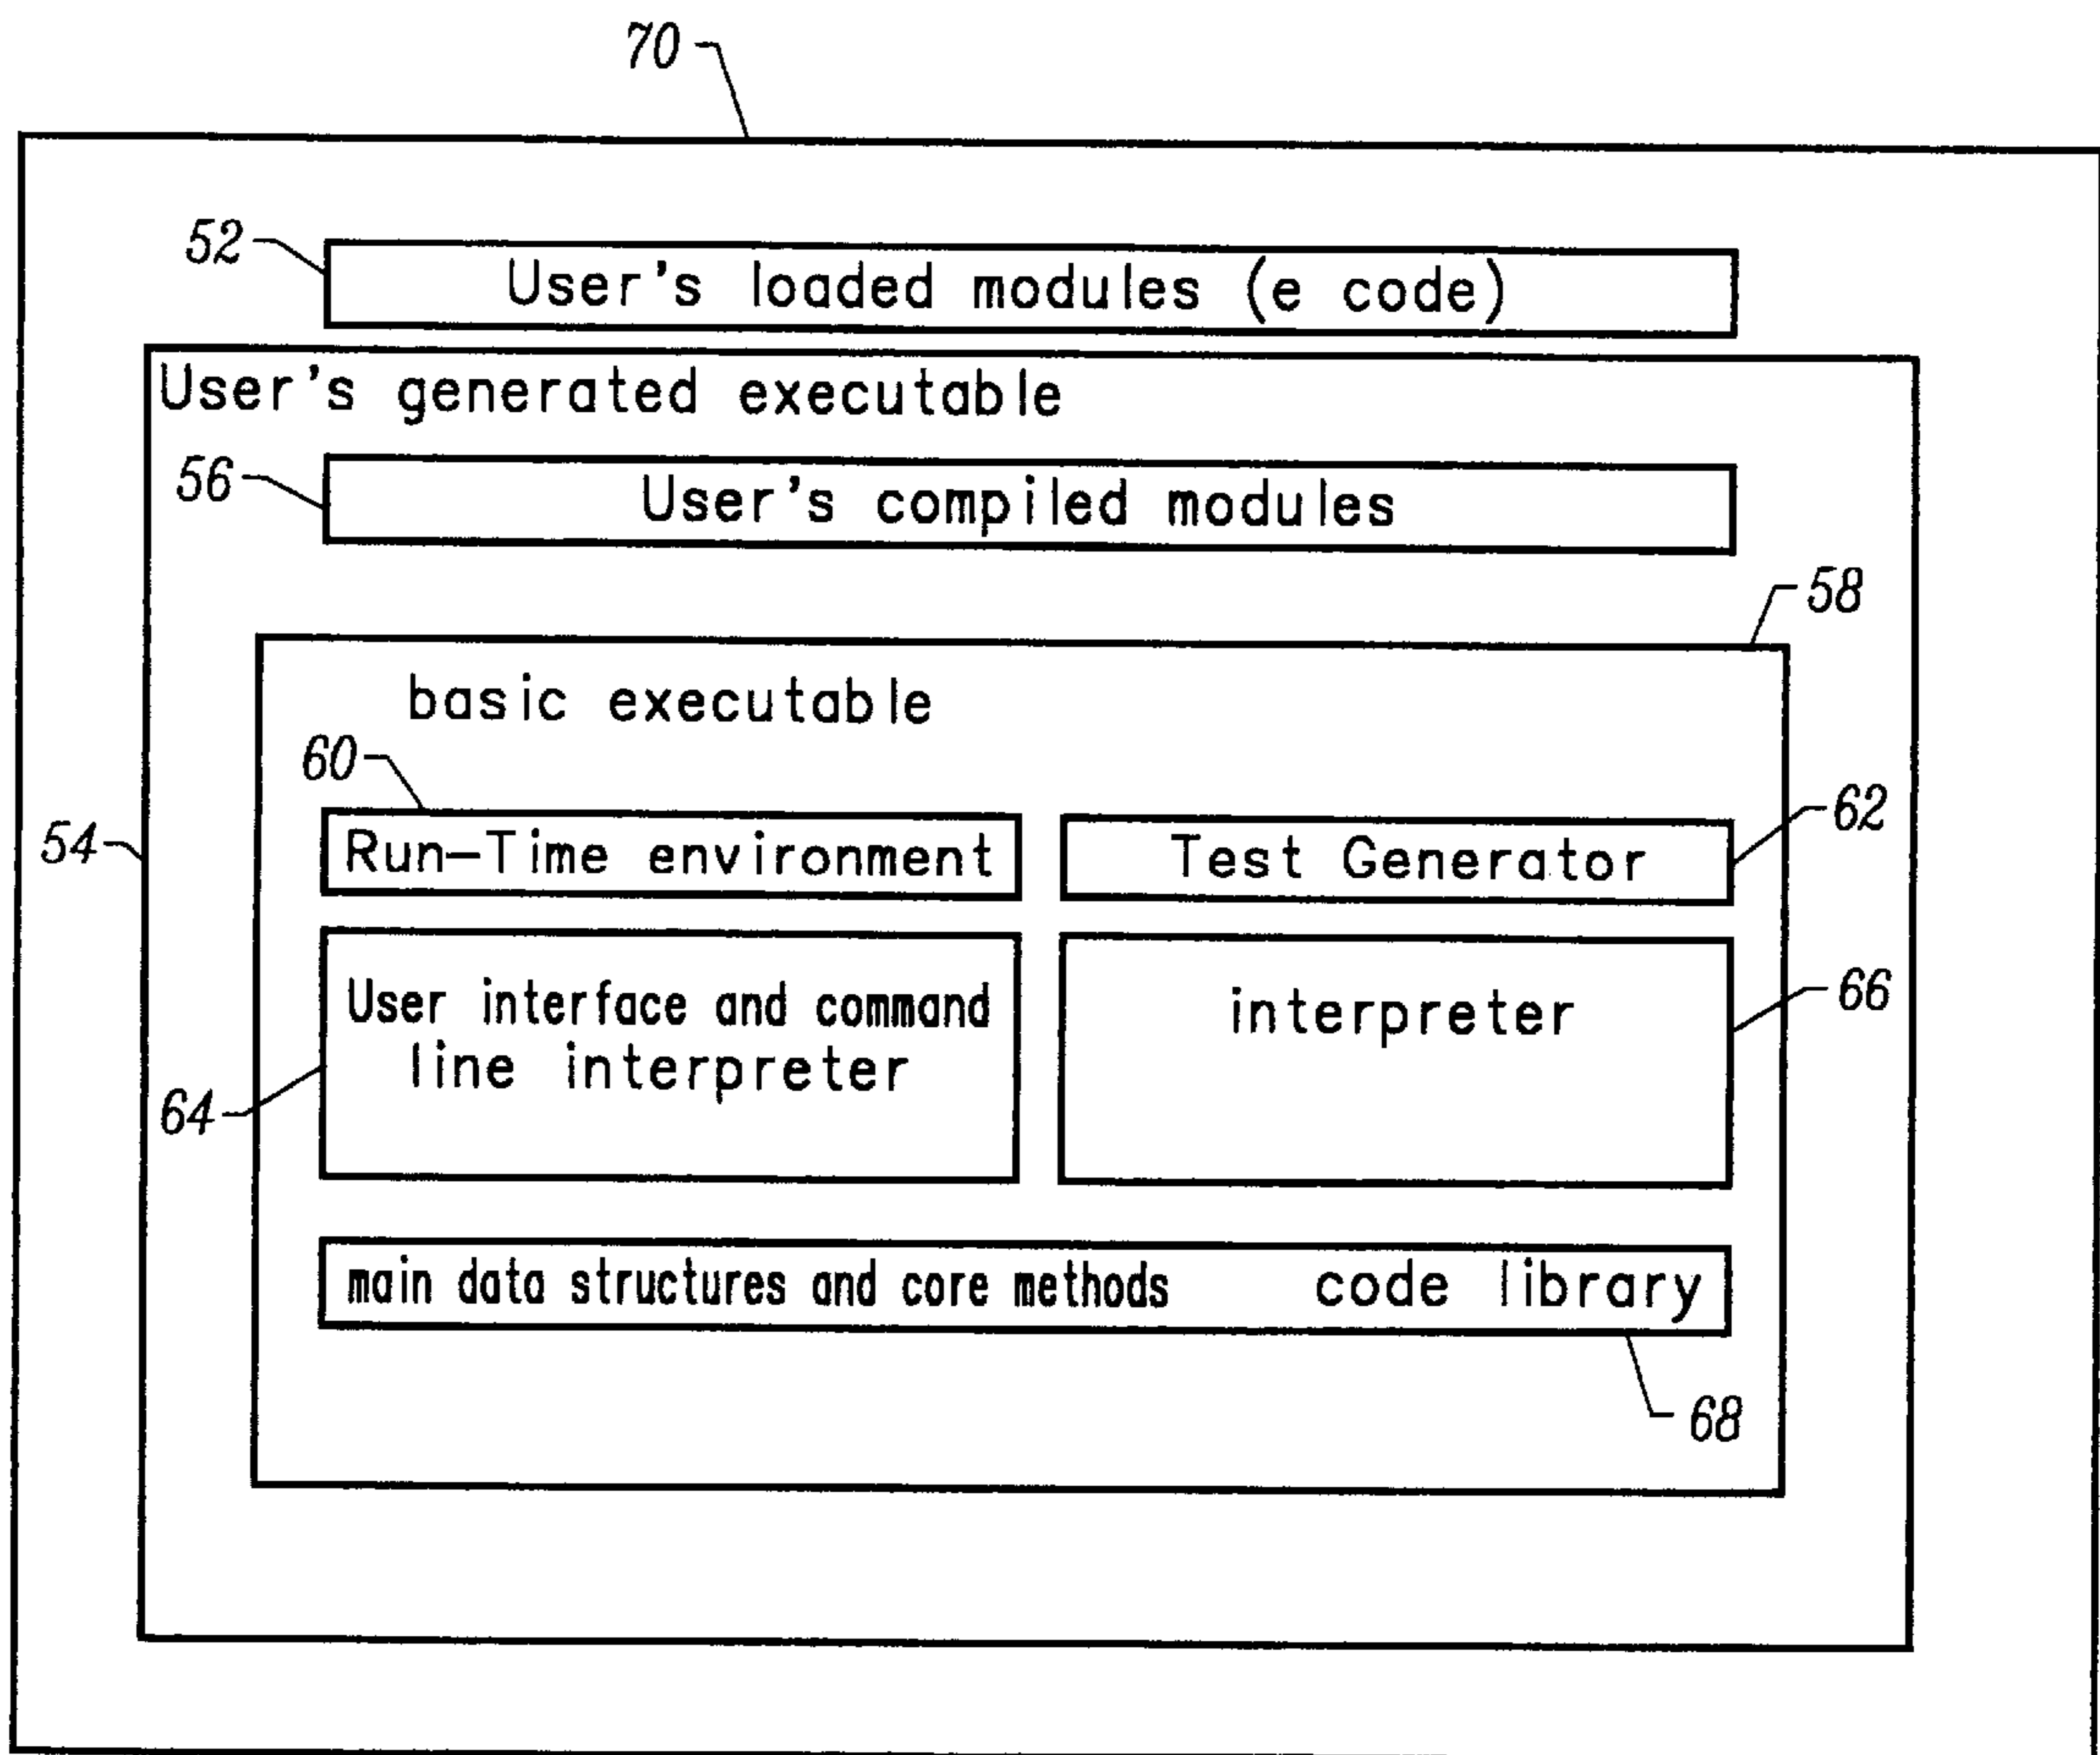 70
52
User's loaded modules (e code)
User's generated executable
56
User's compiled modules
58
basic executable
60
62
54
Run-Time environment
Test Generator
User interface and command
line interpreter
interpreter
66
64
main data structures and core methods code library
68